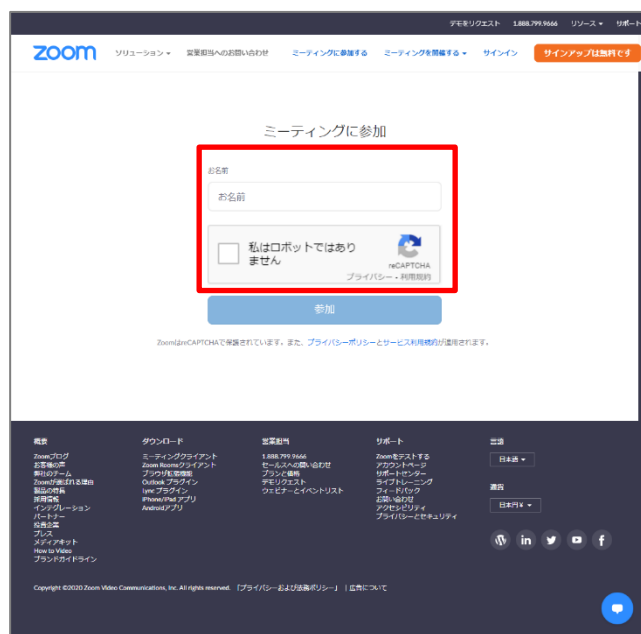 デモをリクエスト 1.888.799.9666 リソース サポート
zoom ソリューション 営業担当へのお問い合わせ ミーティングに参加する ミーティングを開催する サインイン サインアップは無料です
ミーティングに参加
お名前
お名前
私はロボットではあり
ません
reCAPTCHA
プライバシー - 利用規約
参加
ZoomはreCAPTCHAで保護されています。また、プライバシーポリシーとサービス利用規約が適用されます。
概要
Zoomブログ
お客様の声
弊社のチーム
Zoomが選ばれる理由
製品の特長
採用情報
インテグレーション
パートナー
投資企業
プレス
メディアキット
How to Video
ブランドガイドライン
ダウンロード
ミーティングクライアント
Zoom Roomsクライアント
ブラウザ拡張機能
Outlook プラグイン
Lync プラグイン
iPhone/iPad アプリ
Androidアプリ
営業担当
1.888.799.9666
セールスへの問い合わせ
プランと価格
デモリクエスト
ウェビナーとイベントリスト
サポート
Zoomをテストする
アカウントページ
サポートセンター
ライブトレーニング
フィードバック
お問い合わせ
アクセシビリティ
プライバシーとセキュリティ
言語
日本語
通貨
日本円¥
Copyright ©2020 Zoom Video Communications, Inc. All rights reserved. 「プライバシーおよび法務ポリシー」 | 広告について